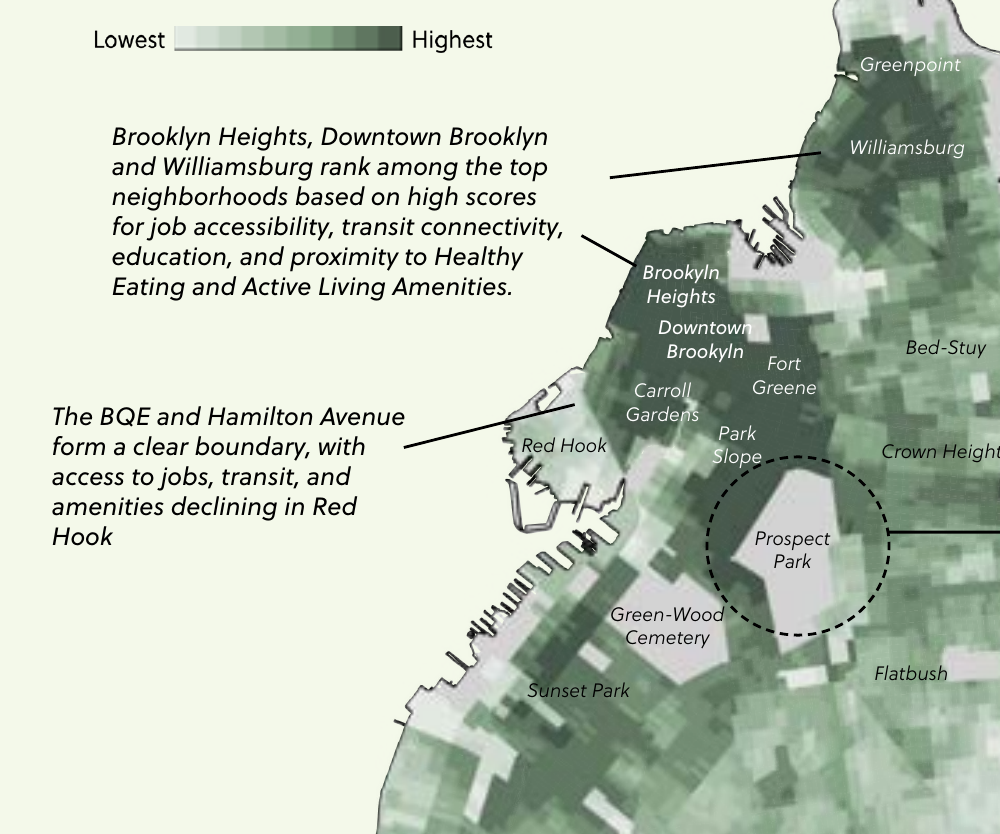 Lowest Highest
Brooklyn Heights, Downtown Brooklyn
and Williamsburg rank among the top
neighborhoods based on high scores
for job accessibility, transit connectivity,
education, and proximity to Healthy
Eating and Active Living Amenities.
The BQE and Hamilton Avenue
form a clear boundary, with
access to jobs, transit, and
amenities declining in Red
Hook
Greenpoint
Williamsburg
Brookyln
Heights
Downtown
Brookyln
Fort
Greene
Bed-Stuy
Carroll
Gardens
Park
Slope
Red Hook
Crown Height
Prospect
Park
Green-Wood
Cemetery
Sunset Park
Flatbush